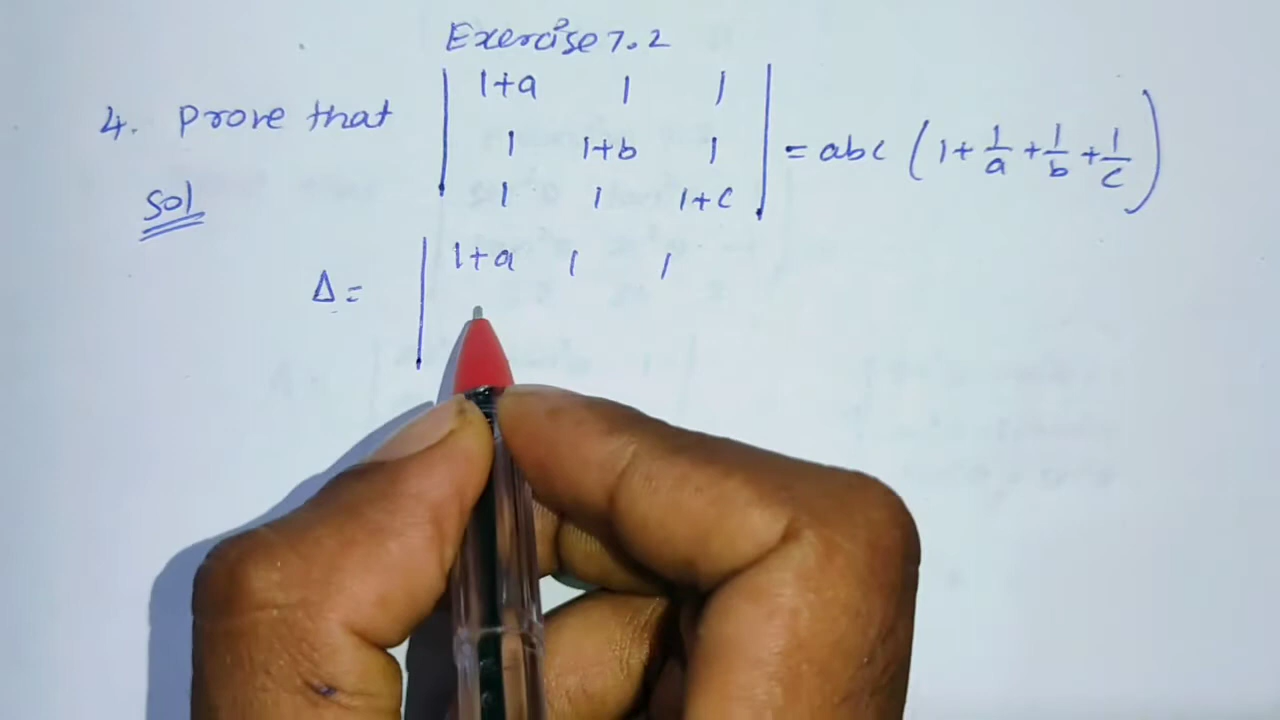 Exercise 7.2
4. Prove that | 1+a 1 1 |
| 1 1+b 1 | = abc (1 + 1/a + 1/b + 1/c)
| 1 1 1+c |
Sol
Δ = | 1+a 1 1